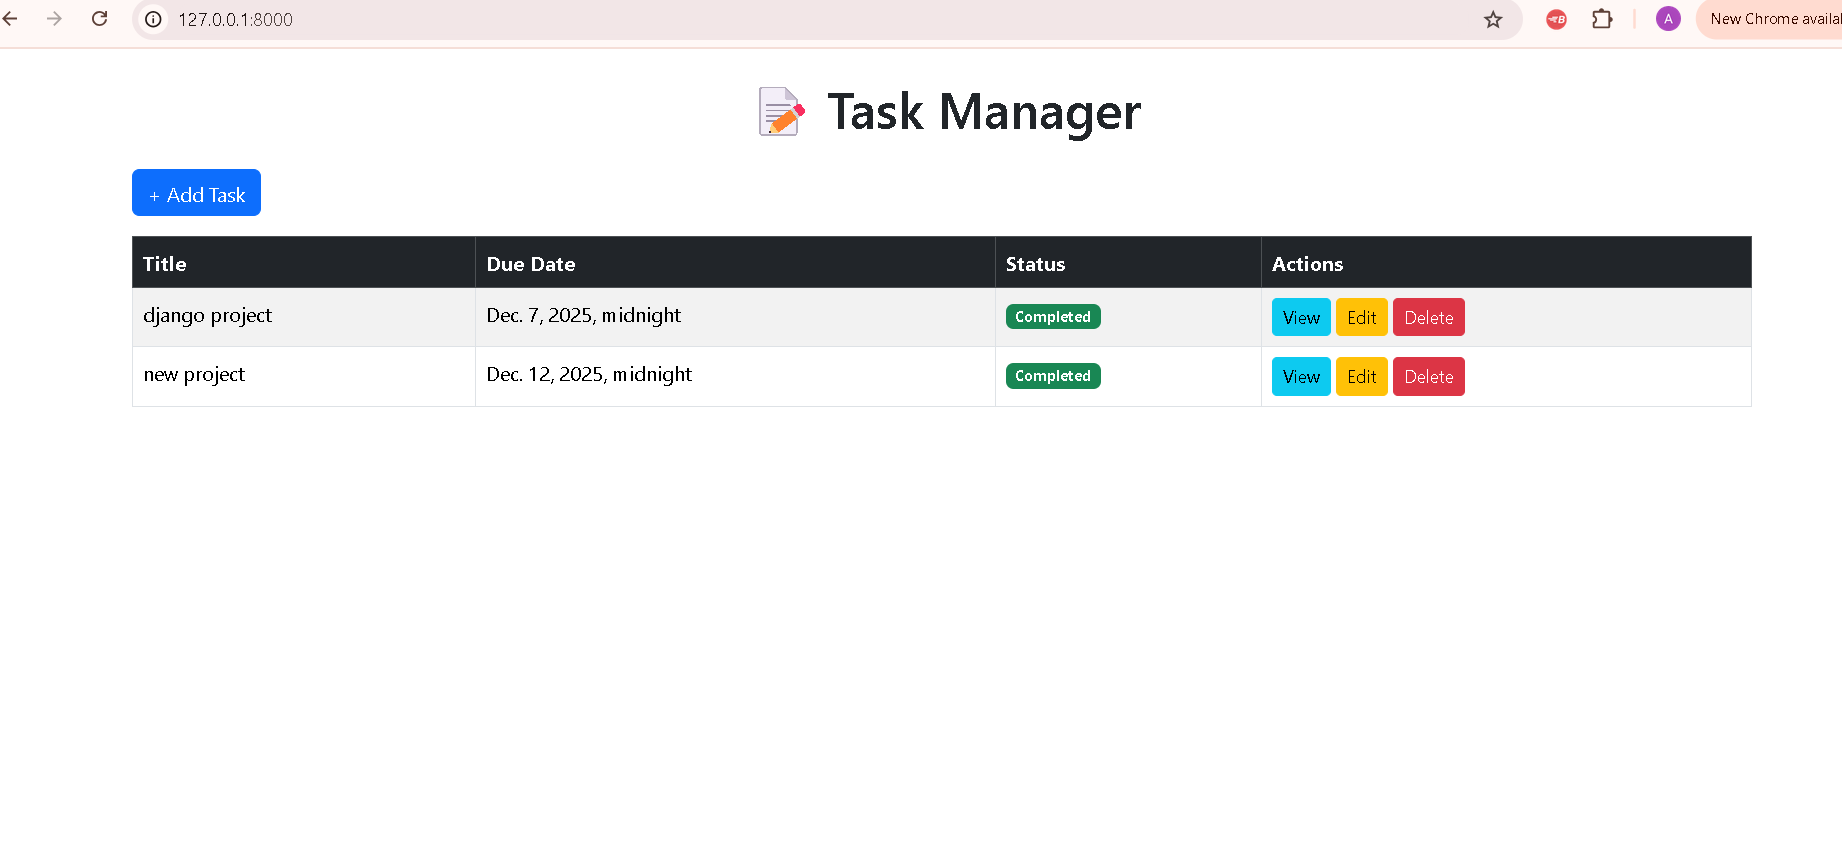 127.0.0.1:8000
A
New Chrome availa
Task Manager
+ Add Task
Title Due Date Status Actions
django project Dec. 7, 2025, midnight Completed View Edit Delete
new project Dec. 12, 2025, midnight Completed View Edit Delete